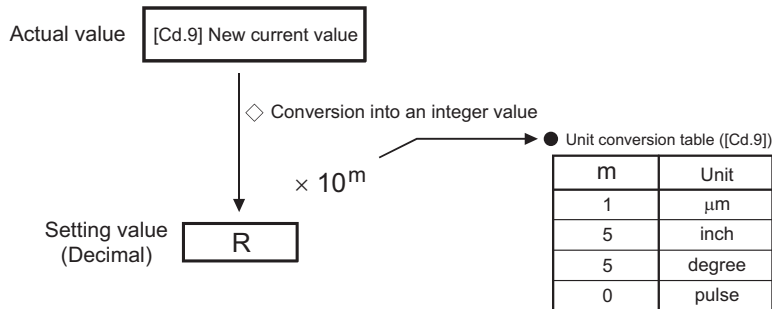 Actual value
[Cd.9] New current value
◇ Conversion into an integer value
● Unit conversion table ([Cd.9])
× 10^m
m Unit
1 μm
5 inch
5 degree
0 pulse
Setting value
(Decimal)
R